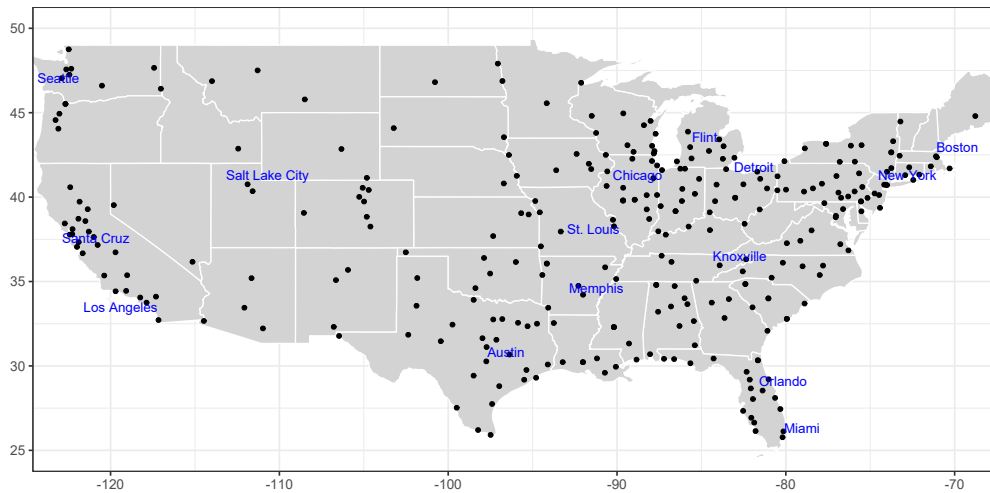 50
Seattle
45
Flint
Boston
Detroit
New York
Chicago
Salt Lake City
40
St. Louis
Santa Cruz
Knoxville
35
Memphis
Los Angeles
Austin
30
Orlando
Miami
25
-120 -110 -100 -90 -80 -70